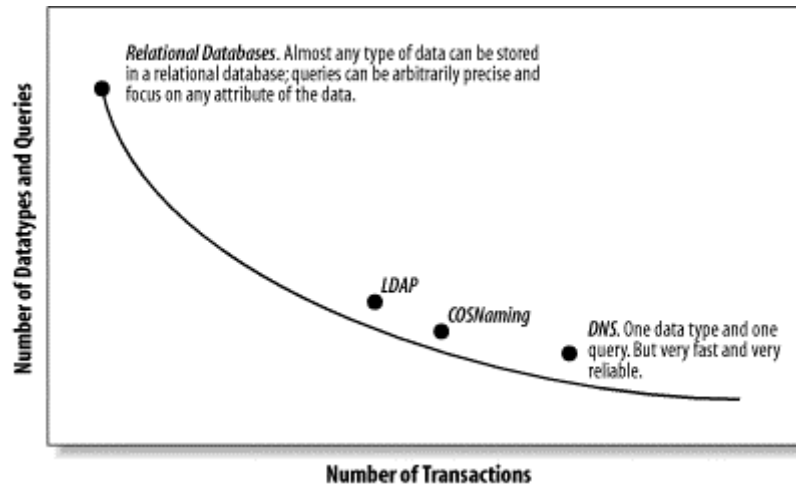 Relational Databases. Almost any type of data can be stored
in a relational database; queries can be arbitrarily precise and
focus on any attribute of the data.
Number of Datatypes and Queries
LDAP
COSNaming
DNS. One data type and one
query. But very fast and very
reliable.
Number of Transactions